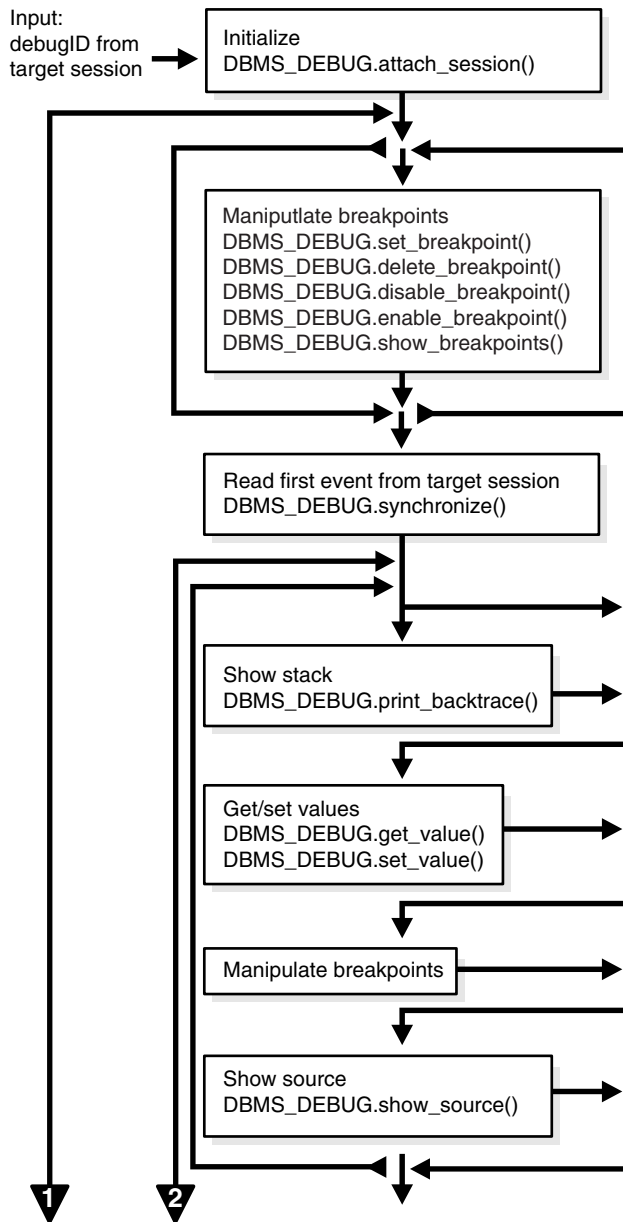 Input:
debugID from
target session
Initialize
DBMS_DEBUG.attach_session()
Maniputlate breakpoints
DBMS_DEBUG.set_breakpoint()
DBMS_DEBUG.delete_breakpoint()
DBMS_DEBUG.disable_breakpoint()
DBMS_DEBUG.enable_breakpoint()
DBMS_DEBUG.show_breakpoints()
Read first event from target session
DBMS_DEBUG.synchronize()
Show stack
DBMS_DEBUG.print_backtrace()
Get/set values
DBMS_DEBUG.get_value()
DBMS_DEBUG.set_value()
Manipulate breakpoints
Show source
DBMS_DEBUG.show_source()
1
2